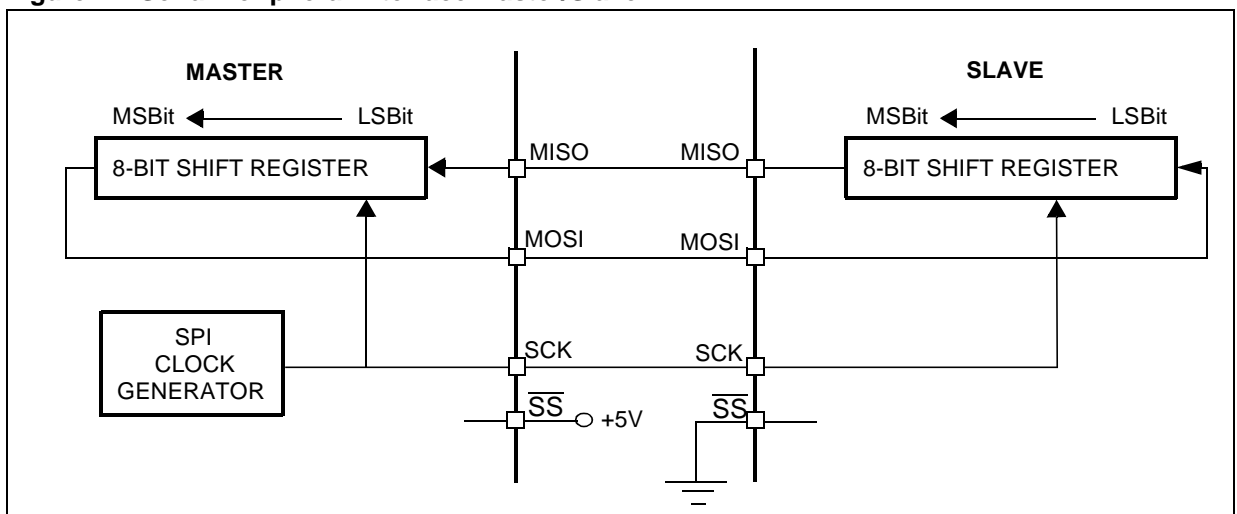 MASTER
SLAVE
MSBit LSBit
MSBit LSBit
8-BIT SHIFT REGISTER
MISO MISO
8-BIT SHIFT REGISTER
MOSI MOSI
SPI
CLOCK
GENERATOR
SCK SCK
SS +5V
SS